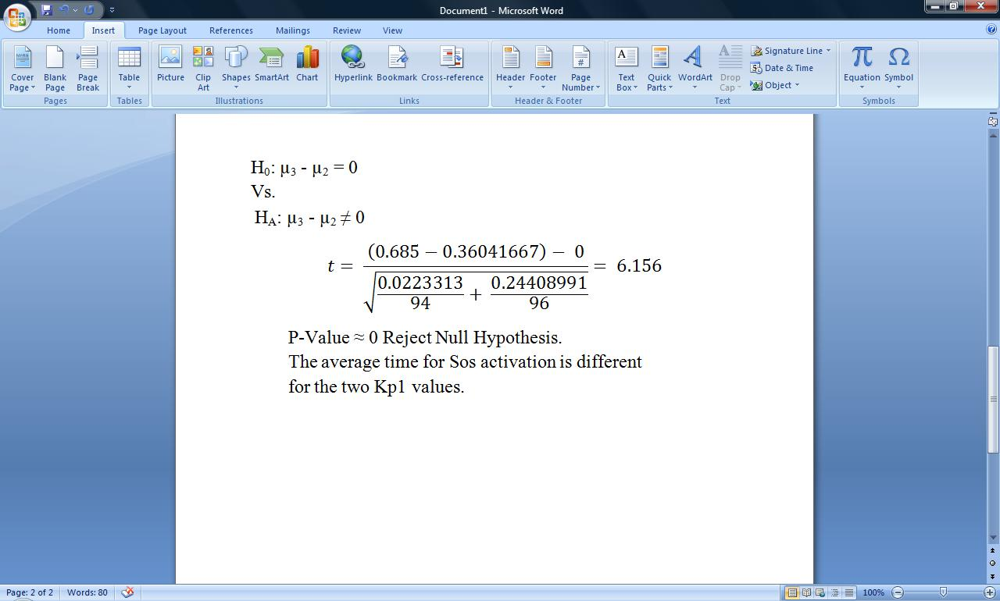 Document1 - Microsoft Word
Home Insert Page Layout References Mailings Review View
Cover Page Blank Page Page Break
Pages
Table
Tables
Picture Clip Art Shapes SmartArt Chart
Illustrations
Hyperlink Bookmark Cross-reference
Links
Header Footer Page Number
Header & Footer
Text Box Quick Parts WordArt Drop Cap
Signature Line
Date & Time
Object
Text
π Equation Ω Symbol
Symbols
H₀: µ₃ - µ₂ = 0
Vs.
H_A: µ₃ - µ₂ ≠ 0
t = ((0.685 − 0.36041667) − 0) / √(0.0223313/94 + 0.24408991/96) = 6.156
P-Value ≈ 0 Reject Null Hypothesis.
The average time for Sos activation is different
for the two Kp1 values.
Page: 2 of 2 Words: 80 100%